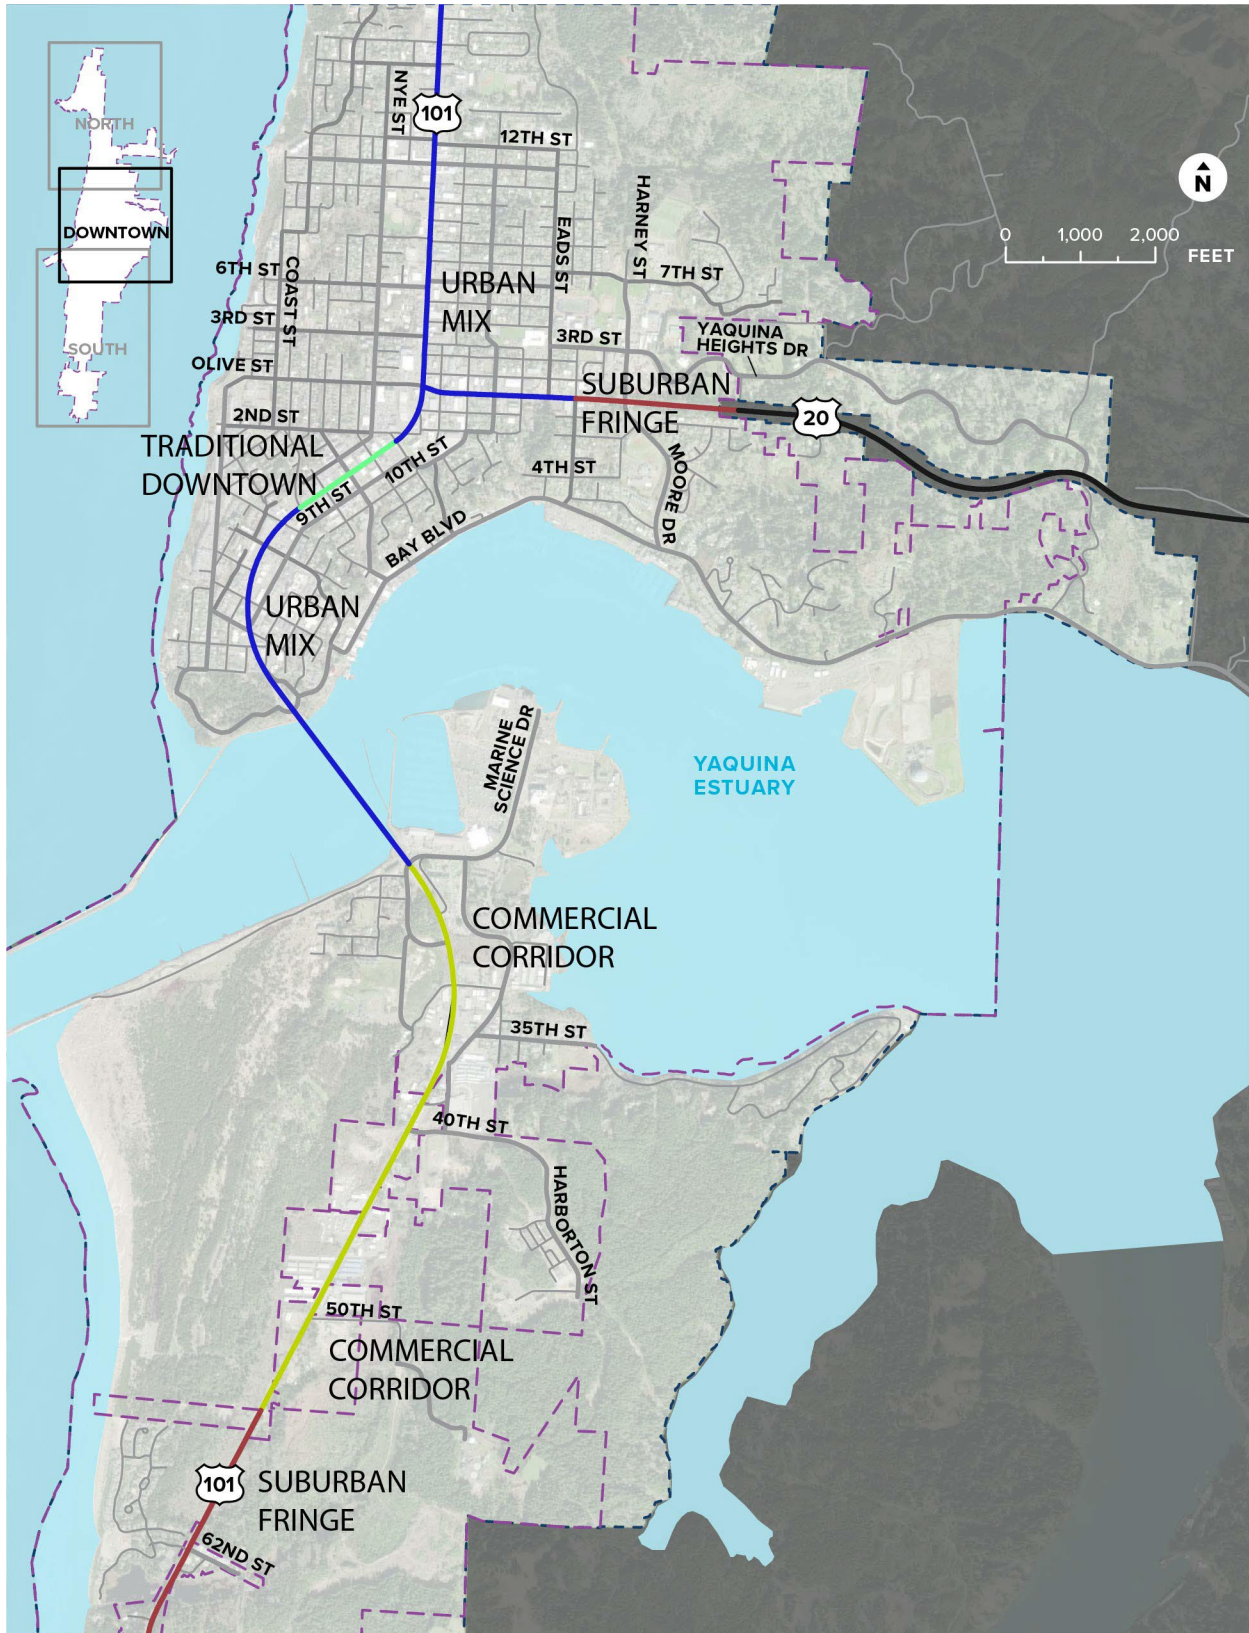 NORTH
DOWNTOWN
SOUTH
N
0 1,000 2,000
FEET
NYE ST
101
12TH ST
HARNEY ST
EADS ST
6TH ST
COAST ST
7TH ST
URBAN
MIX
3RD ST
3RD ST
YAQUINA
HEIGHTS DR
OLIVE ST
SUBURBAN
FRINGE
20
2ND ST
TRADITIONAL
DOWNTOWN
10TH ST
9TH ST
4TH ST
MOORE DR
BAY BLVD
URBAN
MIX
MARINE
SCIENCE DR
YAQUINA
ESTUARY
COMMERCIAL
CORRIDOR
35TH ST
40TH ST
HARBORTON ST
50TH ST
COMMERCIAL
CORRIDOR
101
SUBURBAN
FRINGE
62ND ST